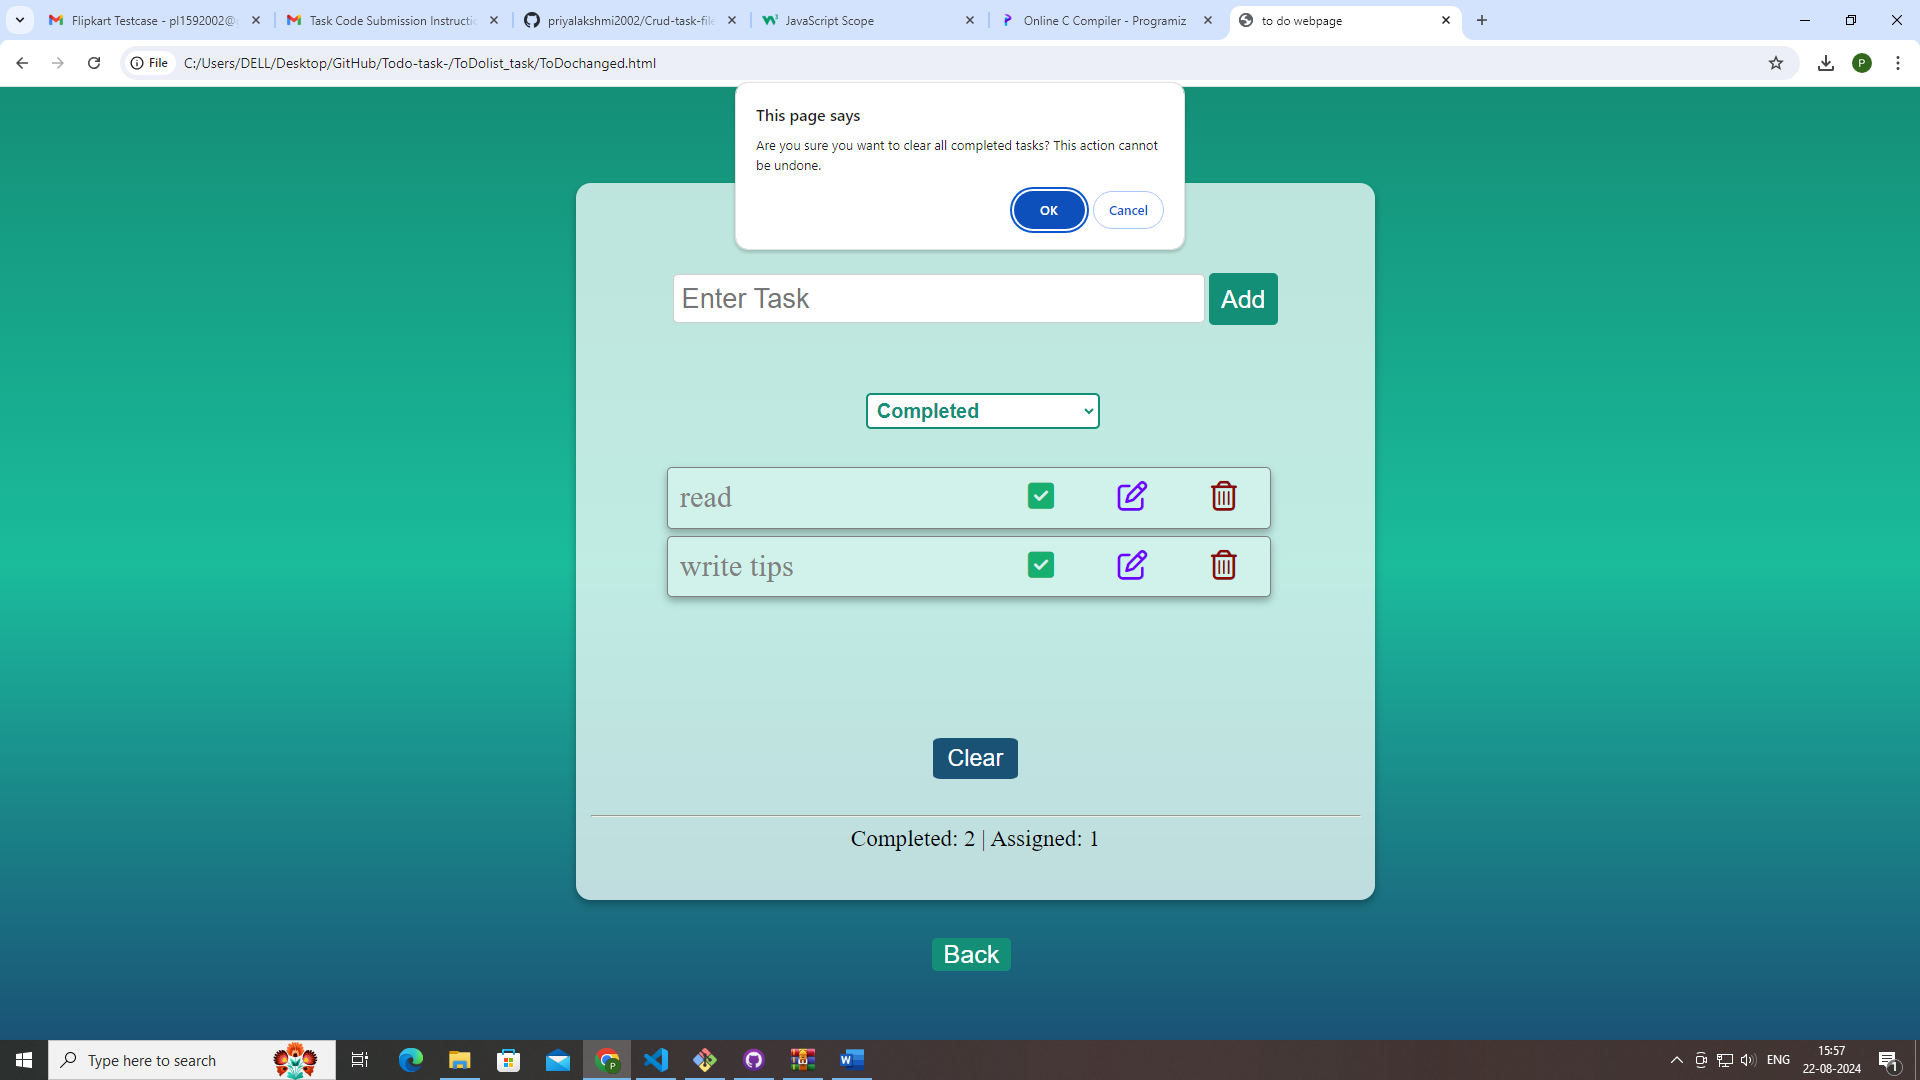 Flipkart Testcase - pl1592002@g
Task Code Submission Instructio
priyalakshmi2002/Crud-task-file
JavaScript Scope
Online C Compiler - Programiz
to do webpage
File
C:/Users/DELL/Desktop/GitHub/Todo-task-/ToDolist_task/ToDochanged.html
P
This page says
Are you sure you want to clear all completed tasks? This action cannot
be undone.
OK
Cancel
Enter Task
Add
Completed
read
write tips
Clear
Completed: 2 | Assigned: 1
Back
Type here to search
ENG
15:57
22-08-2024
1